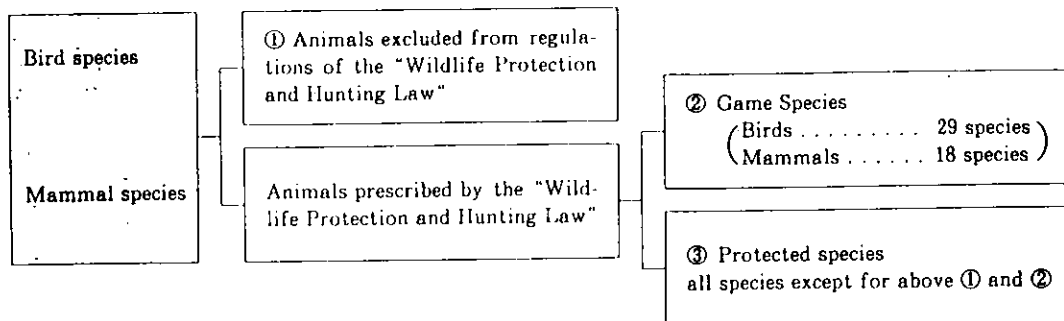 Bird species
Mammal species
① Animals excluded from regula-
tions of the "Wildlife Protection
and Hunting Law"
Animals prescribed by the "Wild-
life Protection and Hunting Law"
② Game Species
(Birds . . . . . . . . . 29 species)
(Mammals . . . . . . 18 species)
③ Protected species
all species except for above ① and ②